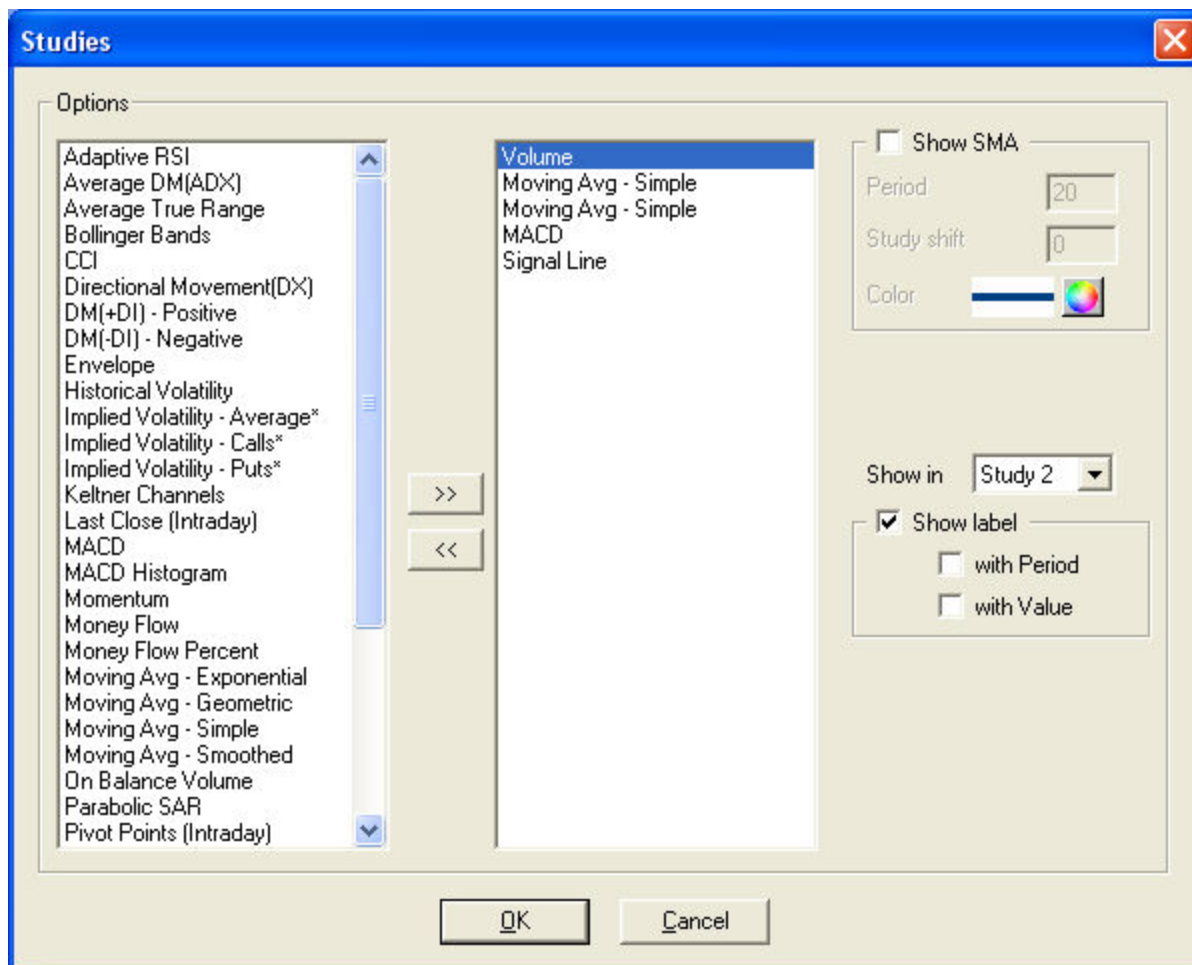 Studies
Options
Adaptive RSI
Average DM(ADX)
Average True Range
Bollinger Bands
CCI
Directional Movement(DX)
DM(+DI) - Positive
DM(-DI) - Negative
Envelope
Historical Volatility
Implied Volatility - Average*
Implied Volatility - Calls*
Implied Volatility - Puts*
Keltner Channels
Last Close (Intraday)
MACD
MACD Histogram
Momentum
Money Flow
Money Flow Percent
Moving Avg - Exponential
Moving Avg - Geometric
Moving Avg - Simple
Moving Avg - Smoothed
On Balance Volume
Parabolic SAR
Pivot Points (Intraday)
>>
<<
Volume
Moving Avg - Simple
Moving Avg - Simple
MACD
Signal Line
Show SMA
Period 20
Study shift 0
Color
Show in Study 2
Show label
with Period
with Value
OK Cancel